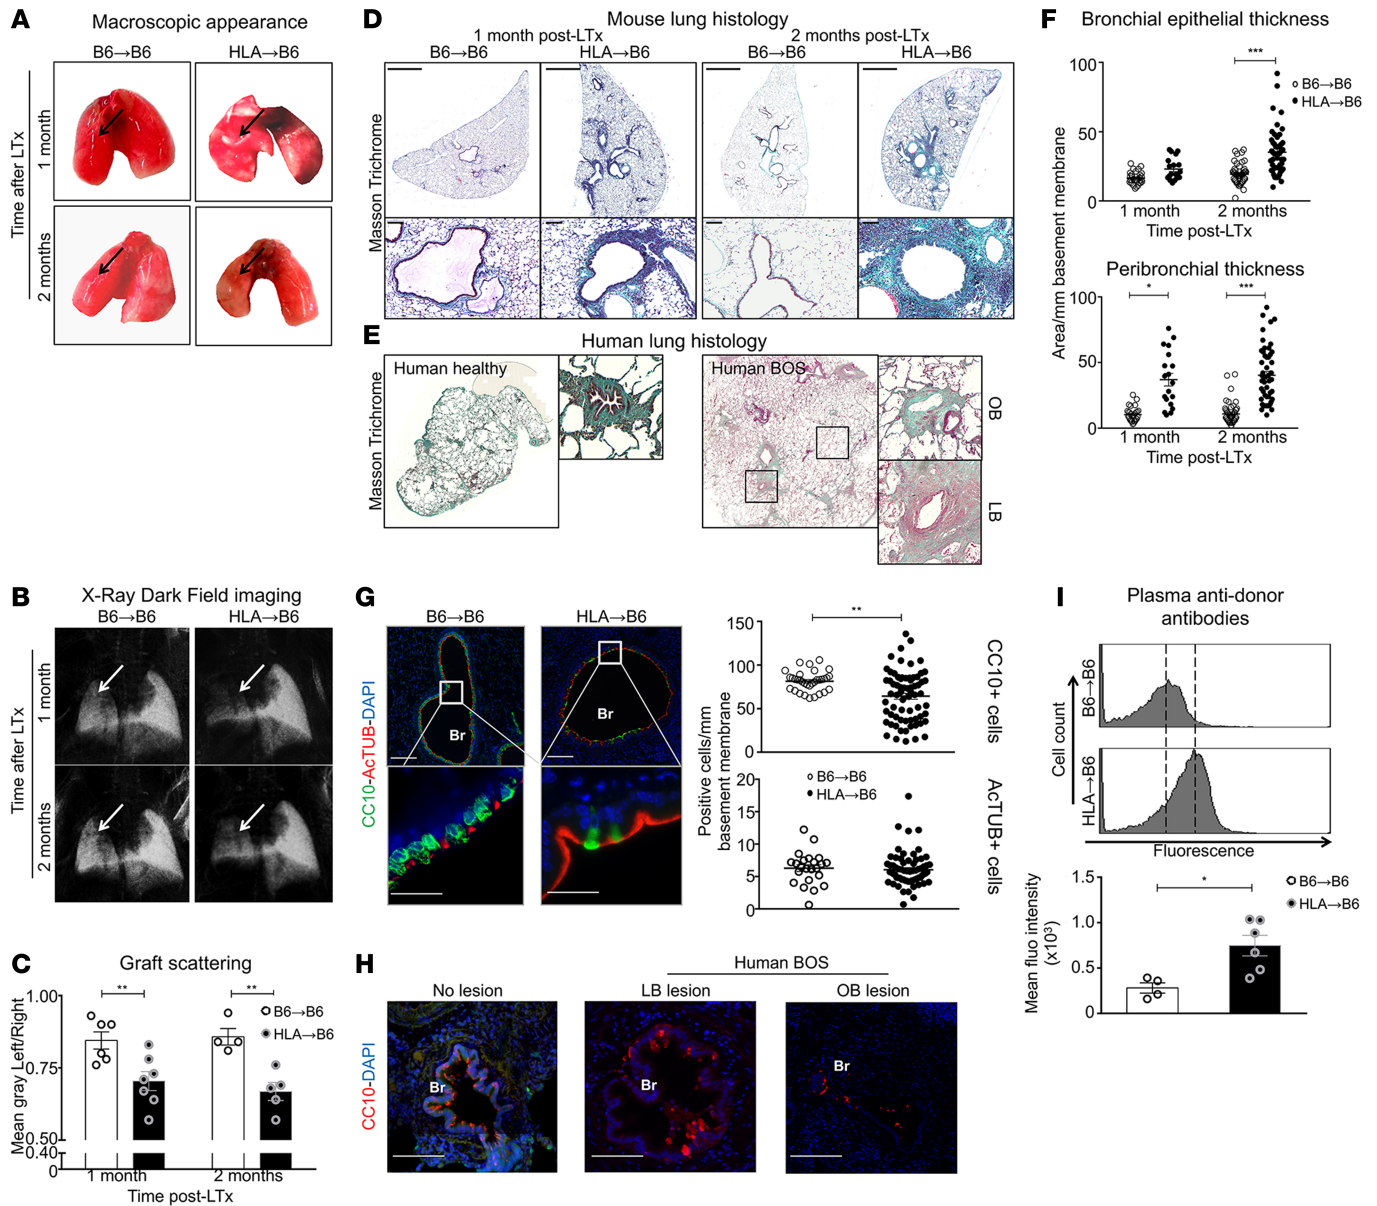 A
Macroscopic appearance
B6→B6
HLA→B6
Time after LTx
1 month
2 months
B
X-Ray Dark Field imaging
B6→B6
HLA→B6
Time after LTx
1 month
2 months
C
Graft scattering
Mean gray Left/Right
1.00
0.75
0.50
0.40
0
**
**
B6→B6
HLA→B6
1 month
2 months
Time post-LTx
D
Mouse lung histology
1 month post-LTx
2 months post-LTx
B6→B6
HLA→B6
B6→B6
HLA→B6
Masson Trichrome
E
Human lung histology
Masson Trichrome
Human healthy
Human BOS
OB
LB
F
Bronchial epithelial thickness
Area/mm basement membrane
100
50
0
***
B6→B6
HLA→B6
1 month
2 months
Time post-LTx
Peribronchial thickness
100
50
0
*
***
1 month
2 months
Time post-LTx
G
CC10-AcTUB-DAPI
B6→B6
HLA→B6
Br
Br
Positive cells/mm
basement membrane
150
100
50
0
**
CC10+ cells
20
15
10
5
0
B6→B6
HLA→B6
AcTUB+ cells
H
Human BOS
No lesion
LB lesion
OB lesion
CC10-DAPI
Br
Br
Br
I
Plasma anti-donor
antibodies
Cell count
B6→B6
HLA→B6
Fluorescence
Mean fluo intensity
(x10³)
1.5
1.0
0.5
0.0
*
B6→B6
HLA→B6